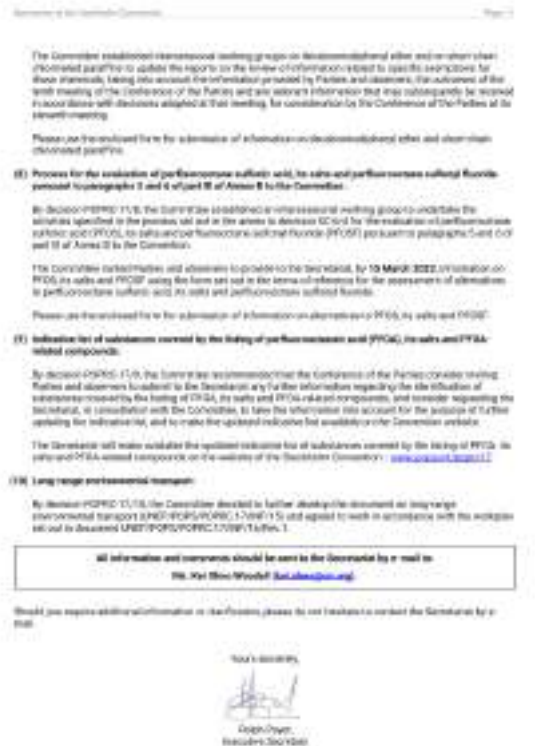 Secretariat of the Stockholm Convention
Page
The Committee established intersessional working groups on decabromodiphenyl ether and on short-chain
chlorinated paraffins to update the reports on the review of information related to specific exemptions for
those chemicals, taking into account the information provided by Parties and observers, the outcomes of the
tenth meeting of the Conference of the Parties and any relevant information that may subsequently be received
in accordance with decisions adopted at that meeting, for consideration by the Conference of the Parties at its
eleventh meeting.
Please use the enclosed form for submission of information on decabromodiphenyl ether and short-chain
chlorinated paraffins.
Process for the evaluation of perfluorooctane sulfonic acid, its salts and perfluorooctane sulfonyl fluoride
pursuant to paragraphs 5 and 6 of part III of Annex B to the Convention
By decision POPRC-17/8, the Committee established an intersessional working group to undertake the
activities specified in the process, set out in the annex to decision for the evaluation of perfluorooctane
sulfonic acid (PFOS), its salts and perfluorooctane sulfonyl fluoride (PFOSF) pursuant to paragraphs 5 and 6 of
part III of Annex B to the Convention.
The Committee invited Parties and observers to provide to the Secretariat, by 15 March 2022, information on
PFOS, its salts and PFOSF using the form set out in the terms of reference for the assessment of alternatives
to perfluorooctane sulfonic acid, its salts and perfluorooctane sulfonyl fluoride.
Please use the enclosed form for submission of information on alternatives to PFOS, its salts and PFOSF.
Indicative list of substances covered by the listing of perfluorooctanoic acid (PFOA), its salts and PFOA-
related compounds
By decision POPRC-17/9, the Committee recommended that the Conference of the Parties consider inviting
Parties and observers to submit to the Secretariat any further information regarding the identification of
substances covered by the listing of PFOA, its salts and PFOA-related compounds, and consider requesting the
Secretariat, in consultation with the Committee, to take the information into account for the purpose of further
updating the indicative list, and to make the updated indicative list available on the Convention website.
The Secretariat will make available the updated indicative list of substances covered by the listing of PFOA, its
salts and PFOA-related compounds on the website of the Stockholm Convention :
(10) Long-range environmental transport
By decision POPRC-17/10, the Committee decided to further develop the document on long-range
environmental transport (UNEP/POPS/POPRC.17/INF/15) and agreed to work in accordance with the workplan
set out in document UNEP/POPS/POPRC.17/INF/
All information and comments should be sent to the Secretariat by e-mail to:
Ms. Kei Ohno Woodall
Should you require additional information or clarification, please do not hesitate to contact the Secretariat by e-
mail.
Yours sincerely,
Rolph Payet
Executive Secretary